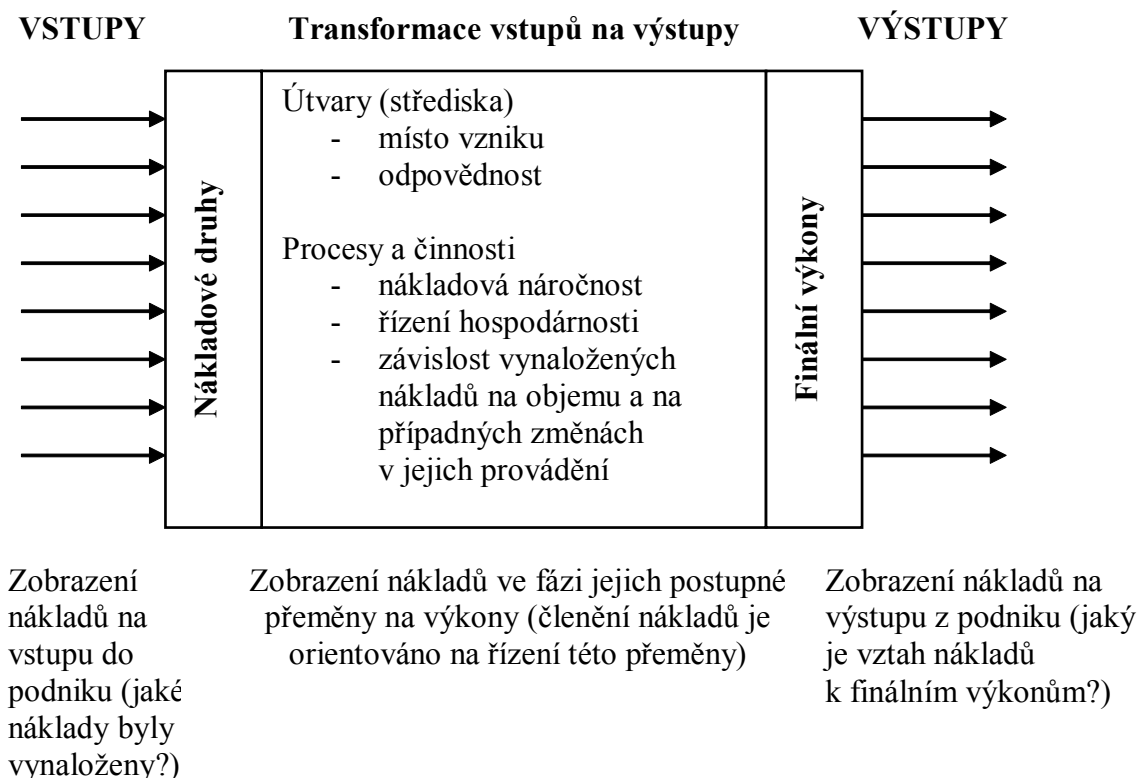 VSTUPY
Transformace vstupů na výstupy
VÝSTUPY
Nákladové druhy
Útvary (střediska)
- místo vzniku
- odpovědnost
Procesy a činnosti
- nákladová náročnost
- řízení hospodárnosti
- závislost vynaložených
nákladů na objemu a na
případných změnách
v jejich provádění
Finální výkony
Zobrazení
nákladů na
vstupu do
podniku (jaké
náklady byly
vynaloženy?)
Zobrazení nákladů ve fázi jejich postupné
přeměny na výkony (členění nákladů je
orientováno na řízení této přeměny)
Zobrazení nákladů na
výstupu z podniku (jaký
je vztah nákladů
k finálním výkonům?)